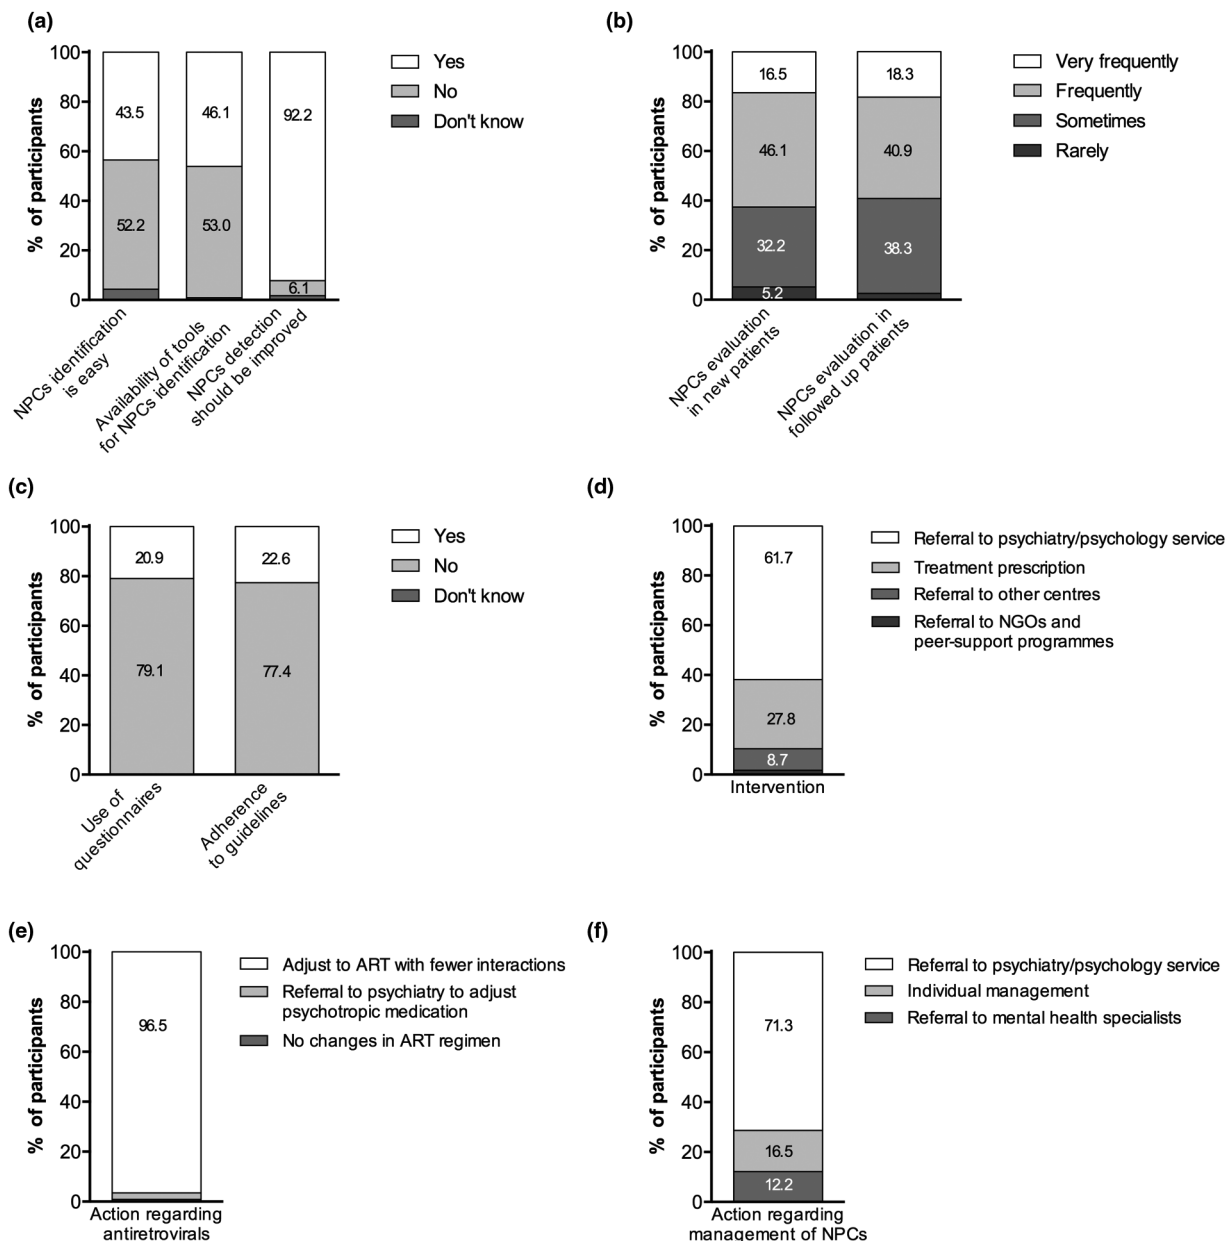 (a)
100
80
60
40
20
0
% of participants
43.5
52.2
46.1
53.0
92.2
6.1
NPCs identification
is easy
Availability of tools
for NPCs identification
NPCs detection
should be improved
Yes
No
Don't know
(b)
100
80
60
40
20
0
% of participants
16.5
46.1
32.2
5.2
18.3
40.9
38.3
NPCs evaluation
in new patients
NPCs evaluation in
followed up patients
Very frequently
Frequently
Sometimes
Rarely
(c)
100
80
60
40
20
0
% of participants
20.9
79.1
22.6
77.4
Use of
questionnaires
Adherence
to guidelines
Yes
No
Don't know
(d)
100
80
60
40
20
0
% of participants
61.7
27.8
8.7
Intervention
Referral to psychiatry/psychology service
Treatment prescription
Referral to other centres
Referral to NGOs and
peer-support programmes
(e)
100
80
60
40
20
0
% of participants
96.5
Action regarding
antiretrovirals
Adjust to ART with fewer interactions
Referral to psychiatry to adjust
psychotropic medication
No changes in ART regimen
(f)
100
80
60
40
20
0
% of participants
71.3
16.5
12.2
Action regarding
management of NPCs
Referral to psychiatry/psychology service
Individual management
Referral to mental health specialists